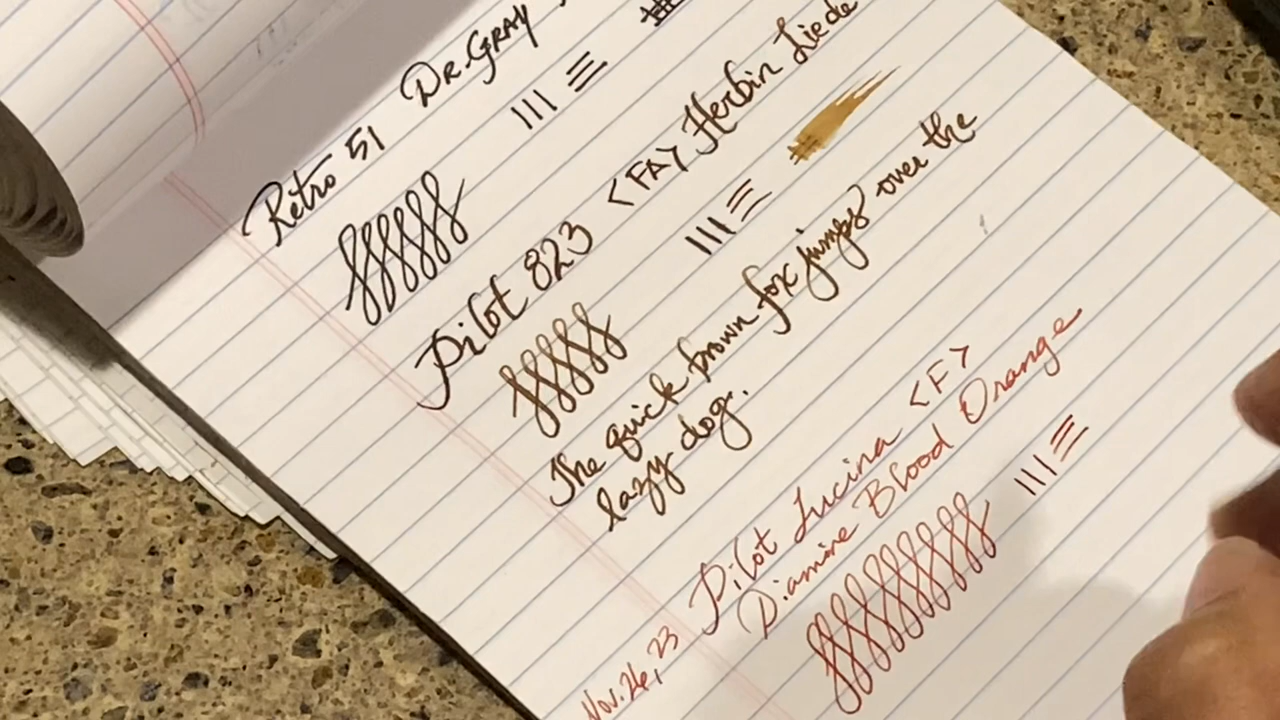 Retro 51 DR. GRAY
Pilot 823 <FA> Herbin Lie de
The quick brown fox jumps over the
lazy dog.
Pilot Lucina <F>
Nov. 26, 23 Diamine Blood Orange